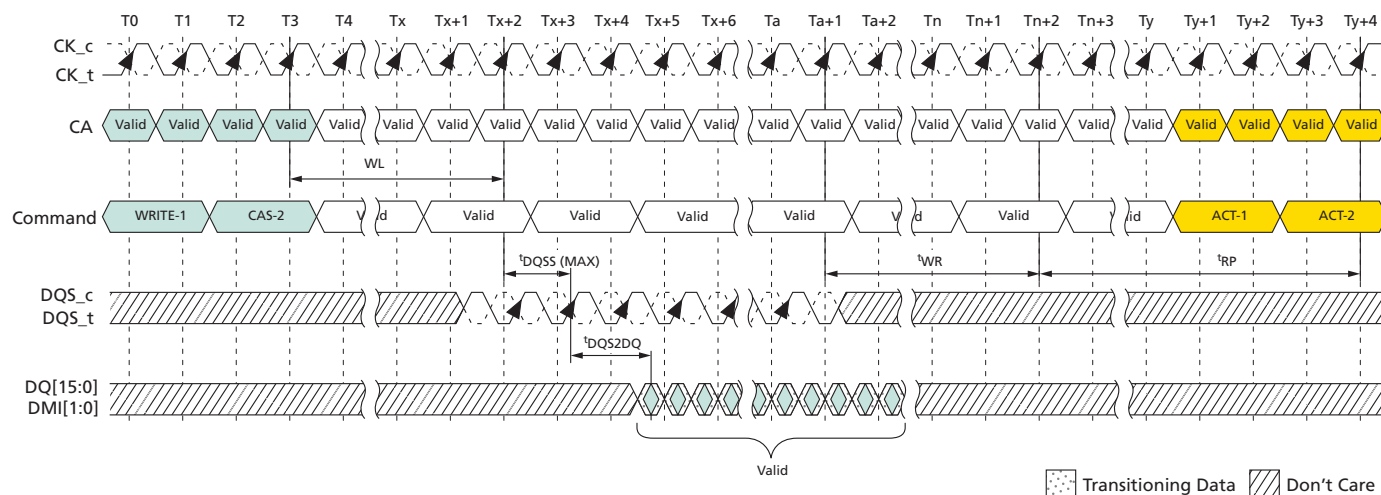 T0 T1 T2 T3 T4 Tx Tx+1 Tx+2 Tx+3 Tx+4 Tx+5 Tx+6 Ta Ta+1 Ta+2 Tn Tn+1 Tn+2 Tn+3 Ty Ty+1 Ty+2 Ty+3 Ty+4
CK_c
CK_t
CA Valid Valid Valid Valid Valid Valid Valid Valid Valid Valid Valid Valid Valid Valid Valid Valid Valid Valid Valid Valid Valid Valid Valid Valid
WL
Command WRITE-1 CAS-2 V id Valid Valid Valid Valid V id Valid V id ACT-1 ACT-2
tDQSS (MAX) tWR tRP
DQS_c
DQS_t
tDQS2DQ
DQ[15:0]
DMI[1:0]
Valid
Transitioning Data Don't Care